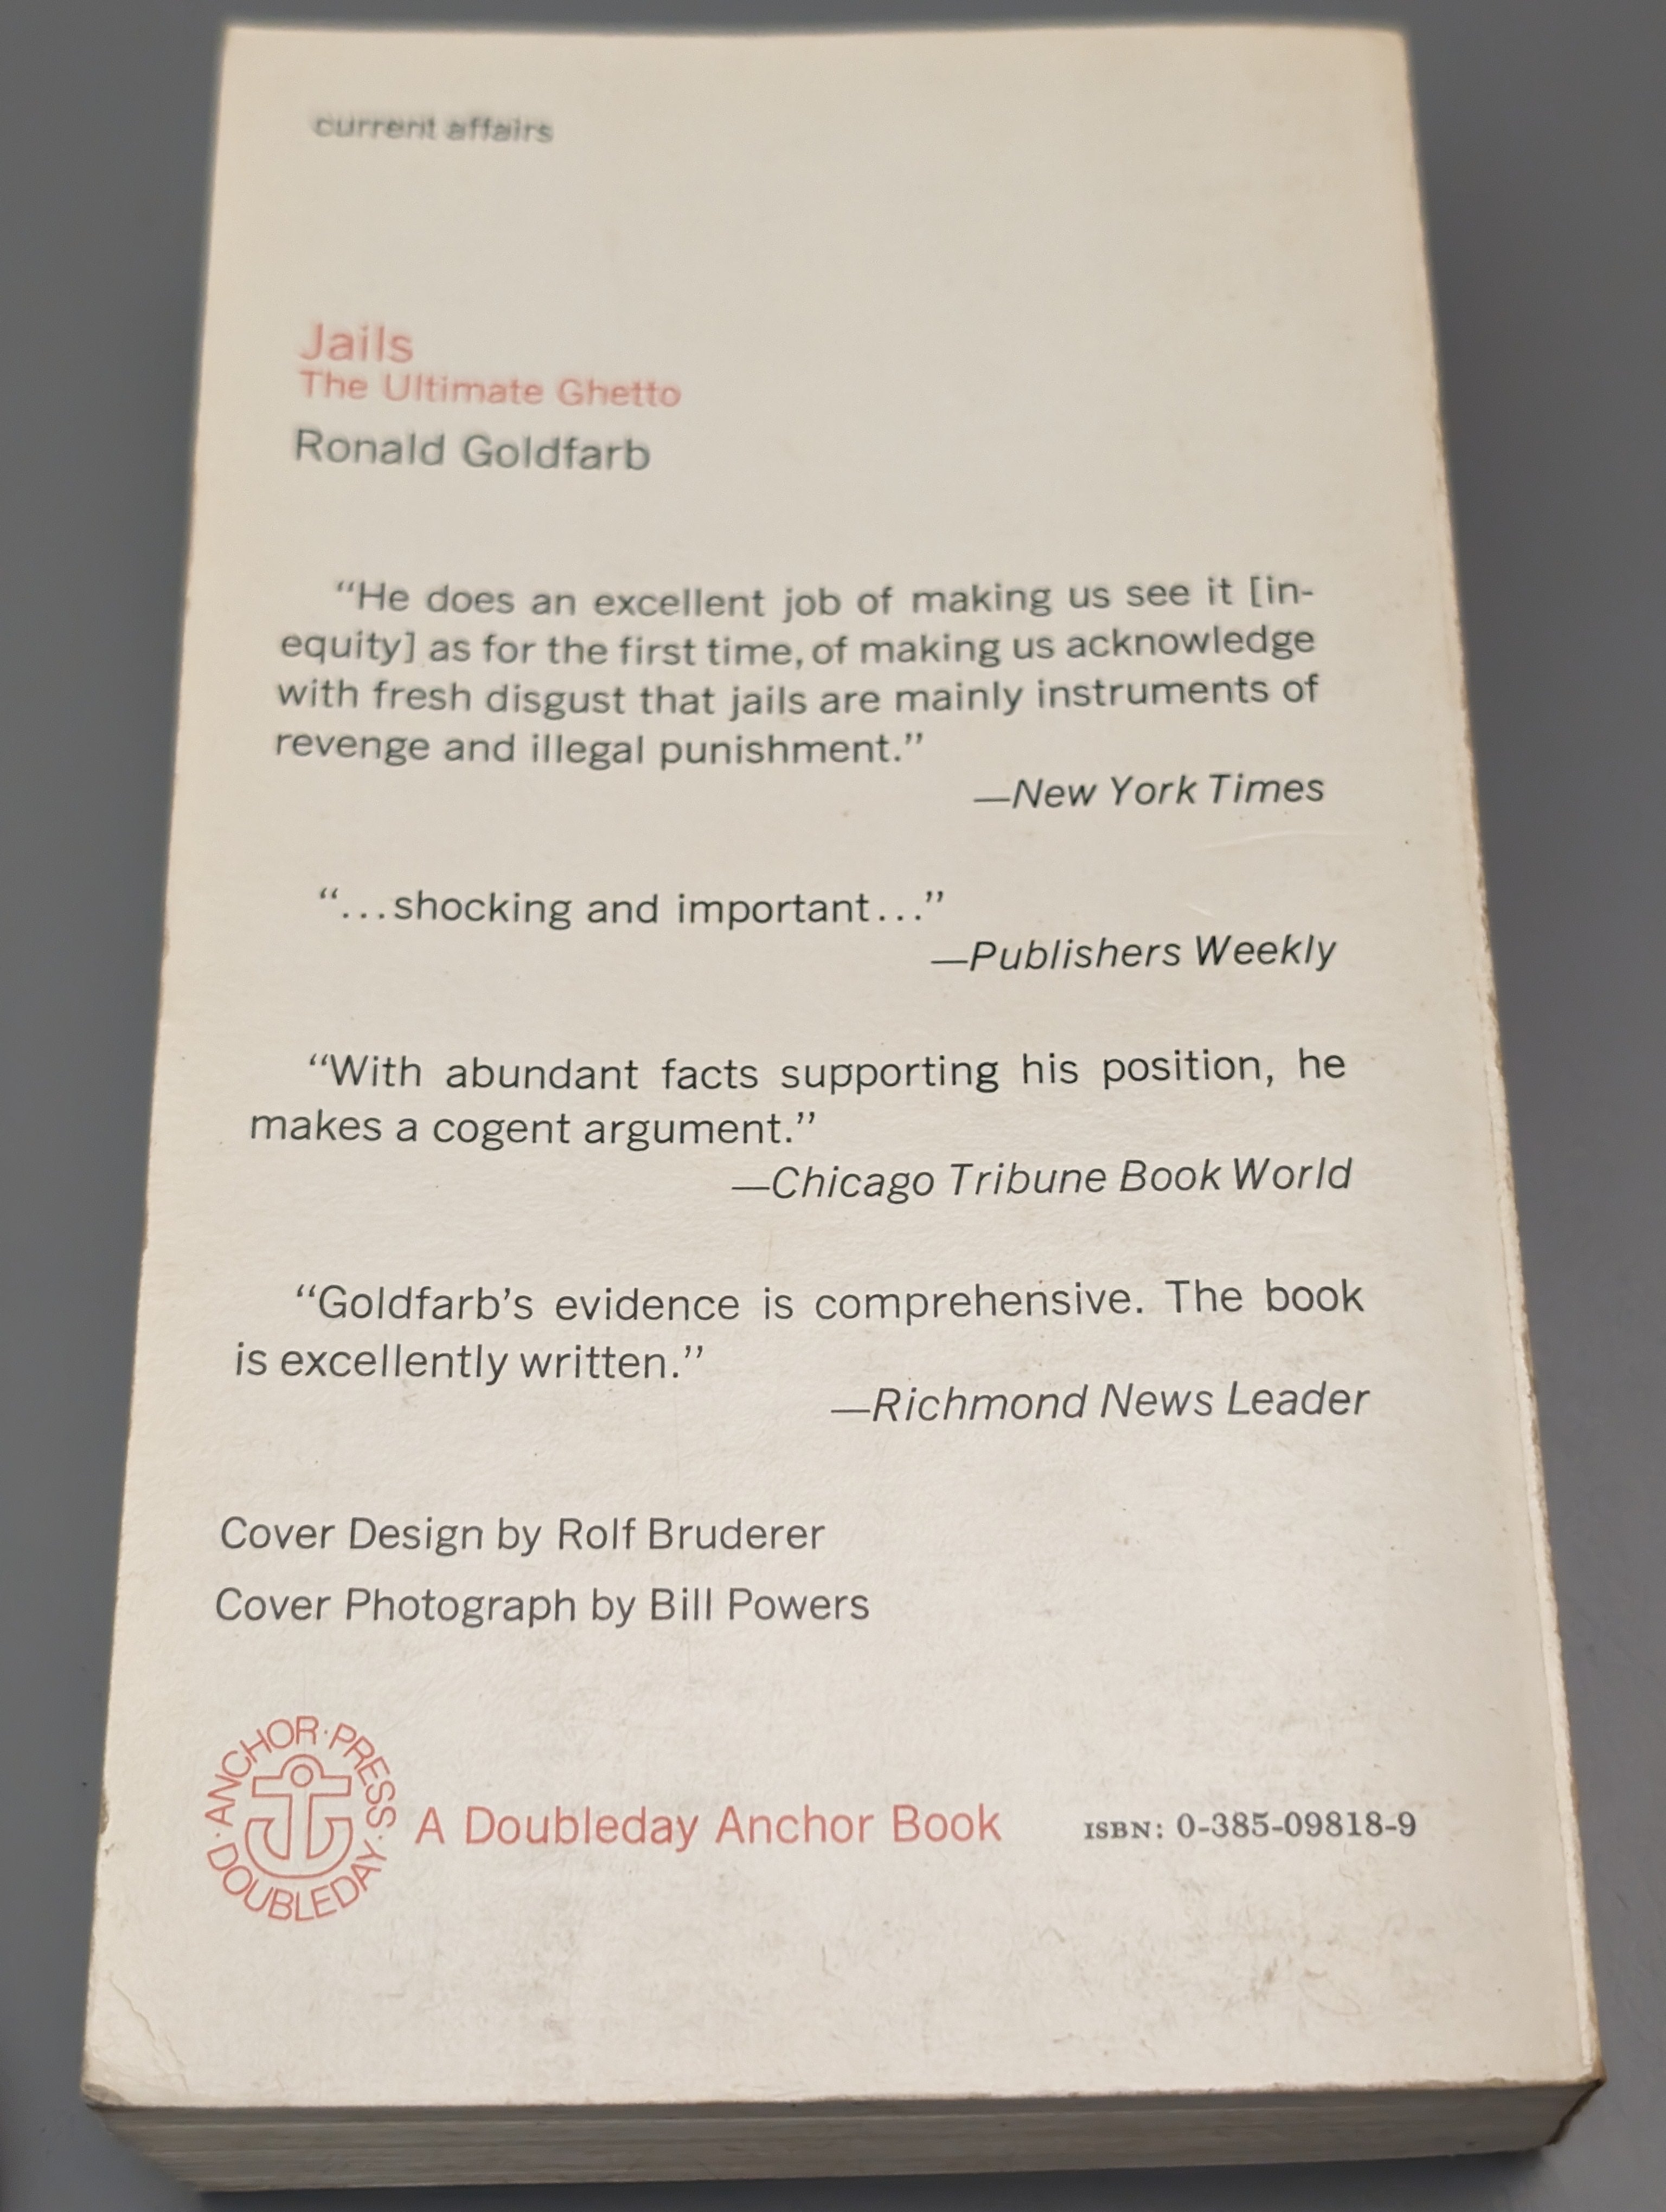 current affairs
Jails
The Ultimate Ghetto
Ronald Goldfarb
“He does an excellent job of making us see it [in-
equity] as for the first time, of making us acknowledge
with fresh disgust that jails are mainly instruments of
revenge and illegal punishment.”
—New York Times
“...shocking and important...”
—Publishers Weekly
“With abundant facts supporting his position, he
makes a cogent argument.”
—Chicago Tribune Book World
“Goldfarb’s evidence is comprehensive. The book
is excellently written.”
—Richmond News Leader
Cover Design by Rolf Bruderer
Cover Photograph by Bill Powers
ANCHOR·PRESS·DOUBLEDAY·
A Doubleday Anchor Book
ISBN: 0-385-09818-9